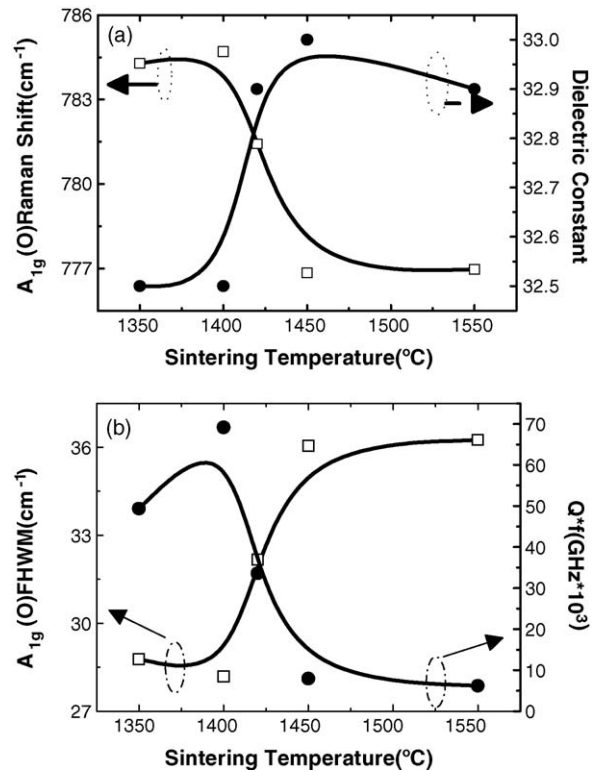 (a)
A1g(O)Raman Shift(cm-1)
786
783
780
777
Dielectric Constant
33.0
32.9
32.8
32.7
32.6
32.5
1350 1400 1450 1500 1550
Sintering Temperature(ºC)
(b)
A1g(O)FHWM(cm-1)
36
33
30
27
Q*f(GHz*10³)
70
60
50
40
30
20
10
0
1350 1400 1450 1500 1550
Sintering Temperature(ºC)